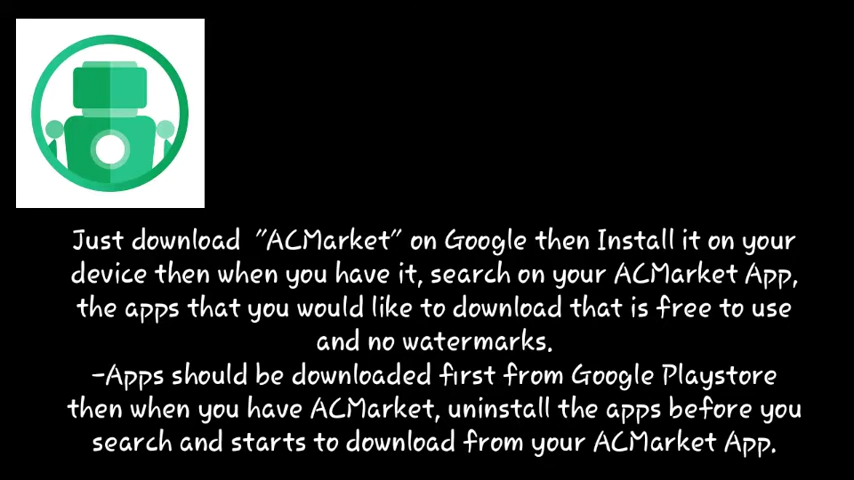 Just download "ACMarket" on Google then Install it on your
device then when you have it, search on your ACMarket App,
the apps that you would like to download that is free to use
and no watermarks.
-Apps should be downloaded first from Google Playstore
then when you have ACMarket, uninstall the apps before you
search and starts to download from your ACMarket App.